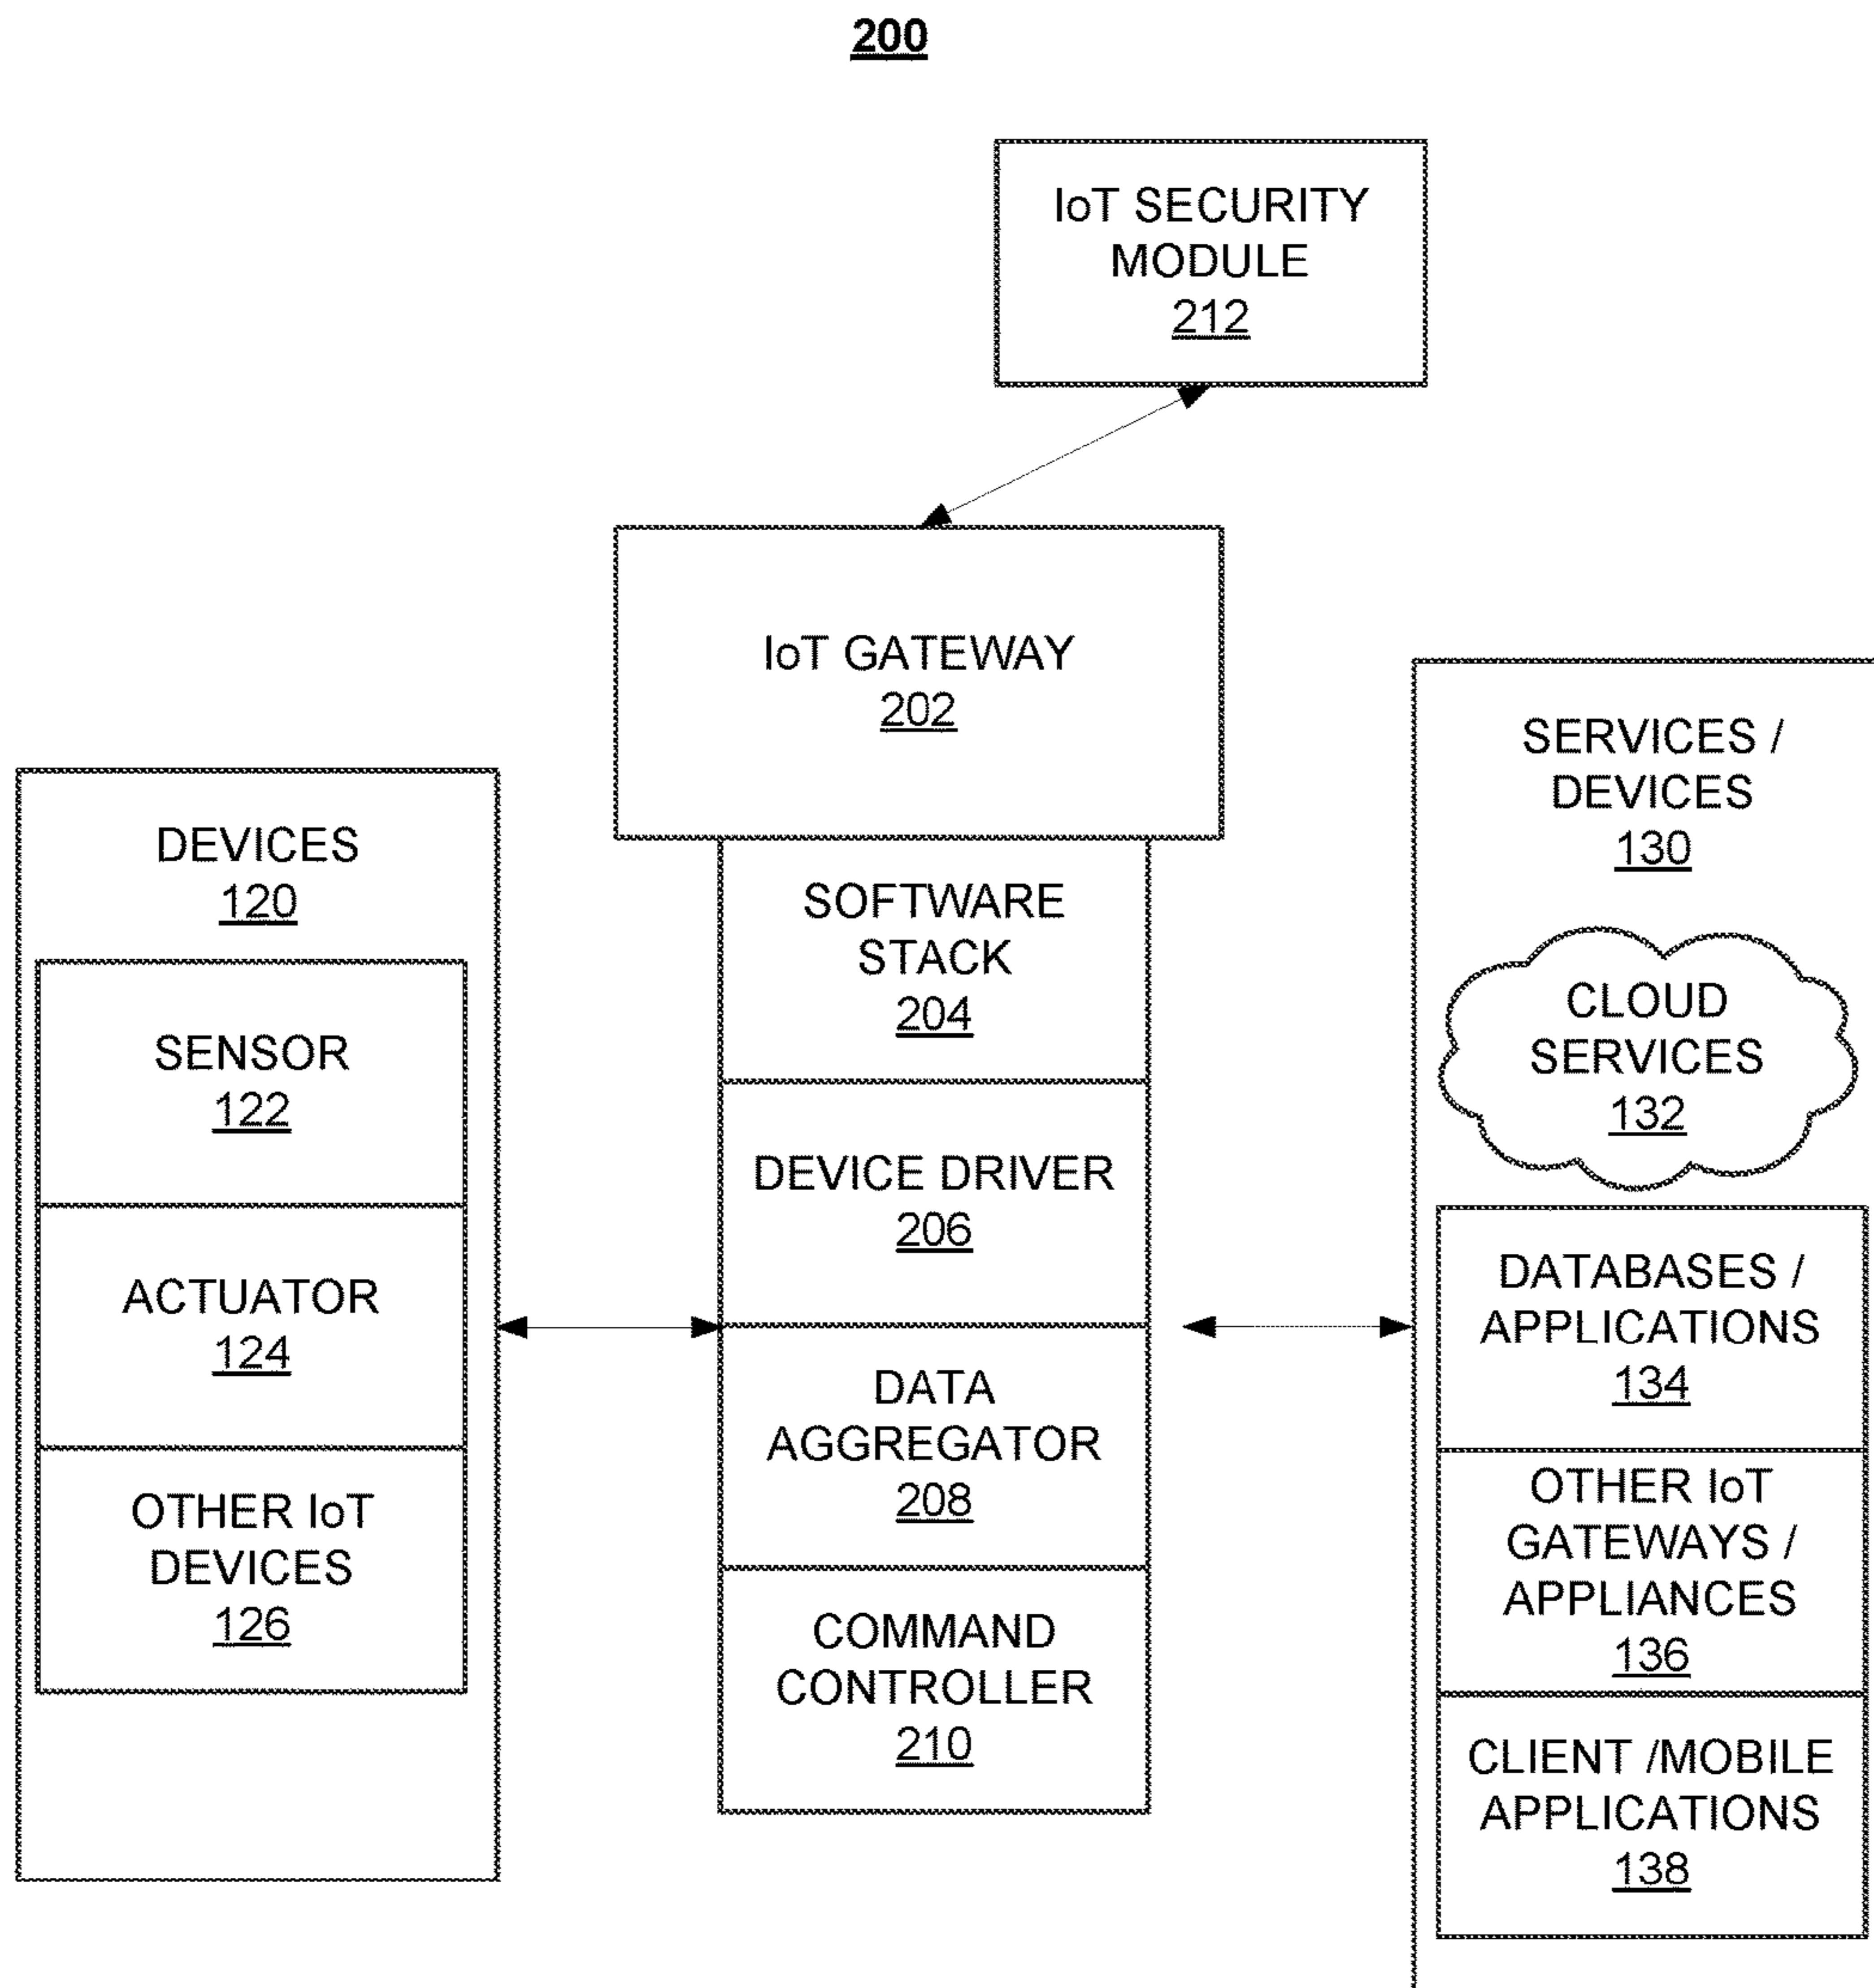 200
IoT SECURITY
MODULE
212
IoT GATEWAY
202
DEVICES
120
SENSOR
122
ACTUATOR
124
OTHER IoT
DEVICES
126
SOFTWARE
STACK
204
DEVICE DRIVER
206
DATA
AGGREGATOR
208
COMMAND
CONTROLLER
210
SERVICES /
DEVICES
130
CLOUD
SERVICES
132
DATABASES /
APPLICATIONS
134
OTHER IoT
GATEWAYS /
APPLIANCES
136
CLIENT /MOBILE
APPLICATIONS
138